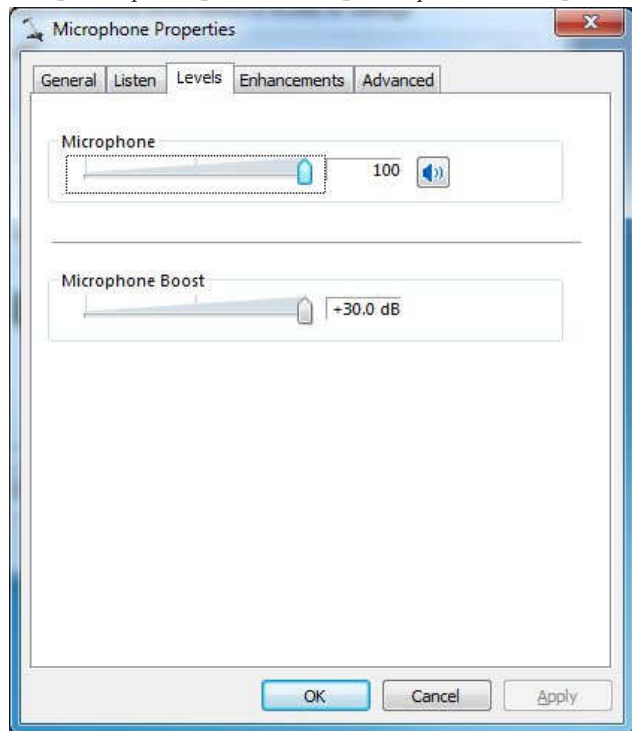 Microphone Properties
General Listen Levels Enhancements Advanced
Microphone
100
Microphone Boost
+30.0 dB
OK Cancel Apply